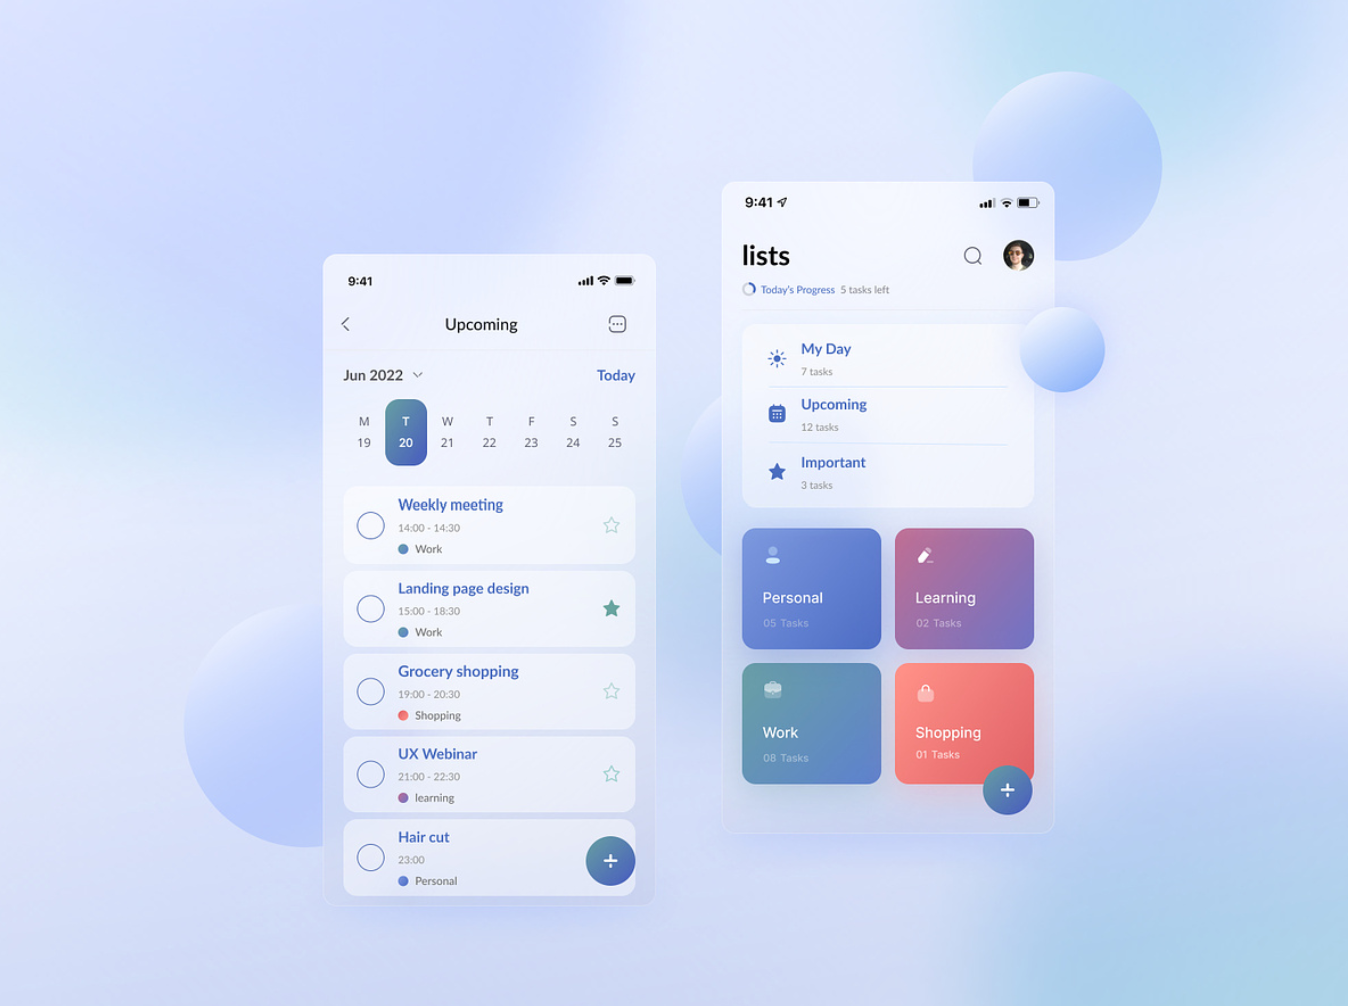 9:41
Upcoming
Jun 2022
Today
M T W T F S S
19 20 21 22 23 24 25
Weekly meeting
14:00 - 14:30
Work
Landing page design
15:00 - 18:30
Work
Grocery shopping
19:00 - 20:30
Shopping
UX Webinar
21:00 - 22:30
learning
Hair cut
23:00
Personal
9:41
lists
Today's Progress 5 tasks left
My Day
7 tasks
Upcoming
12 tasks
Important
3 tasks
Personal
05 Tasks
Learning
02 Tasks
Work
08 Tasks
Shopping
01 Tasks